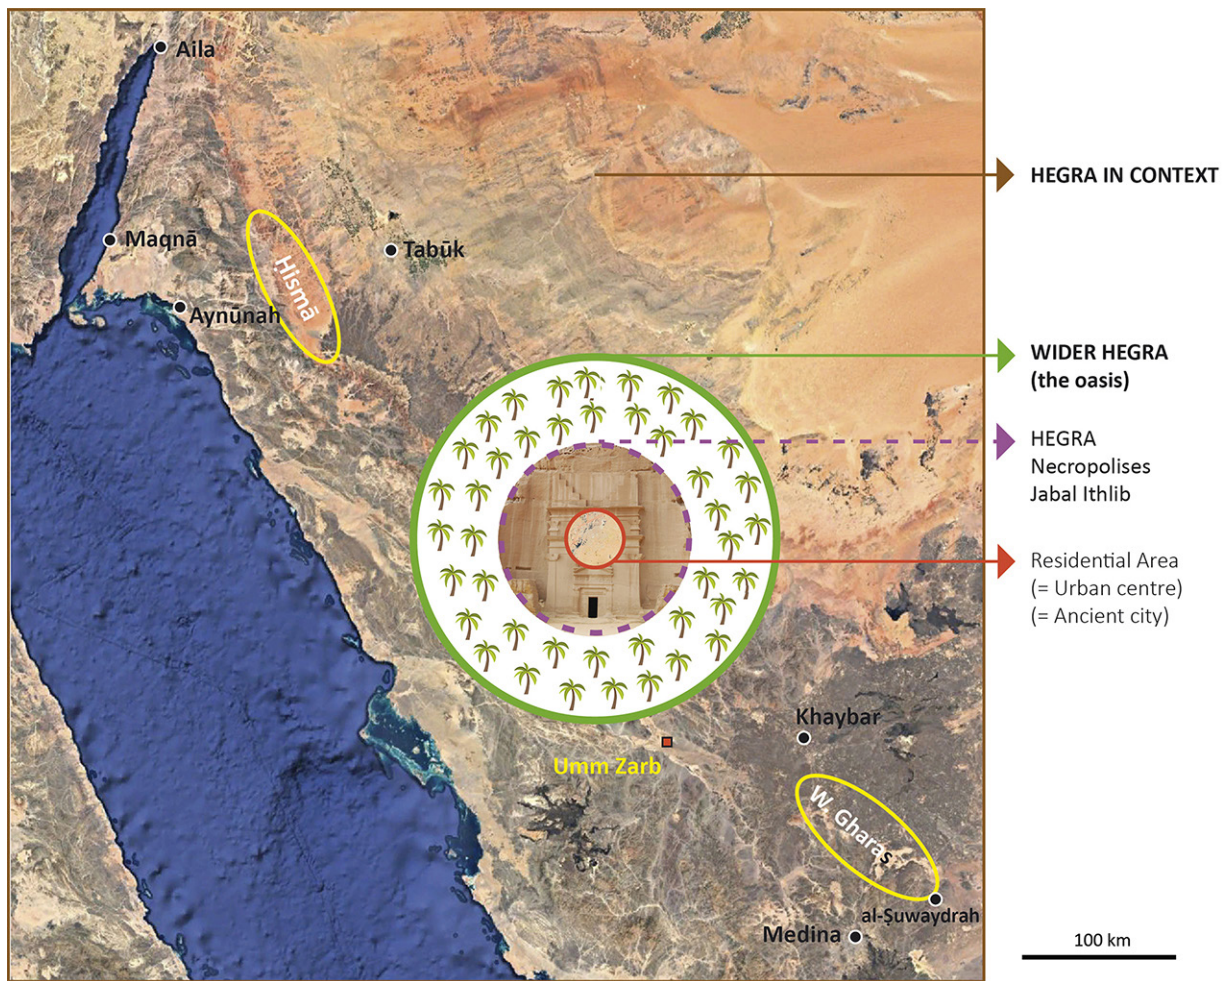 Aila
HEGRA IN CONTEXT
Maqnā
Tabūk
Ḥismā
Aynūnah
WIDER HEGRA
(the oasis)
HEGRA
Necropolises
Jabal Ithlib
Residential Area
(= Urban centre)
(= Ancient city)
Khaybar
Umm Zarb
W. Gharaṣ
al-Ṣuwaydrah
Medina
100 km